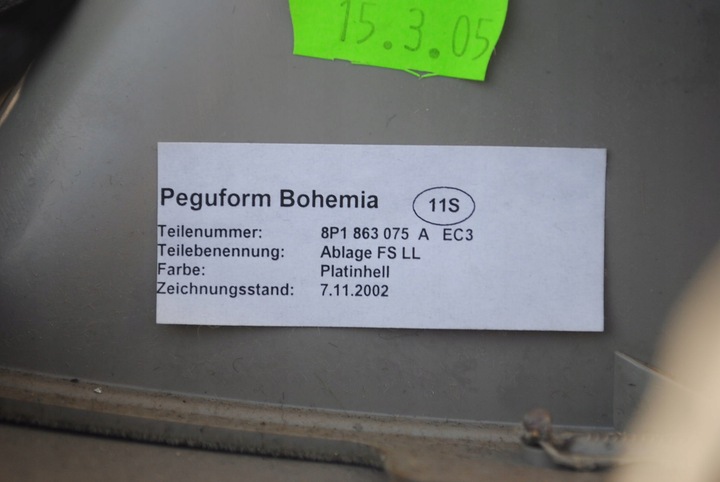 15.3.05
Peguform Bohemia 11S
Teilenummer: 8P1 863 075 A EC3
Teilebenennung: Ablage FS LL
Farbe: Platinhell
Zeichnungsstand: 7.11.2002